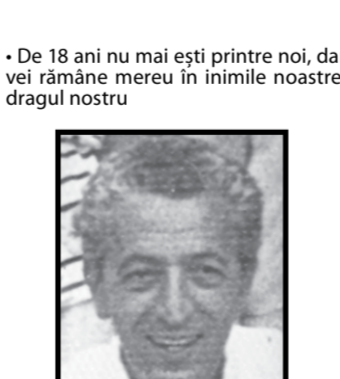 • De 18 ani nu mai ești printre noi, da
vei rămâne mereu în inimile noastre
dragul nostru